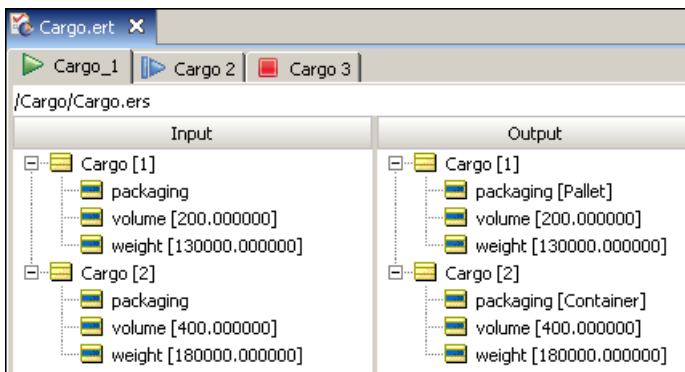 Cargo.ert
Cargo_1 Cargo 2 Cargo 3
/Cargo/Cargo.ers
Input Output
Cargo [1] Cargo [1]
packaging packaging [Pallet]
volume [200.000000] volume [200.000000]
weight [130000.000000] weight [130000.000000]
Cargo [2] Cargo [2]
packaging packaging [Container]
volume [400.000000] volume [400.000000]
weight [180000.000000] weight [180000.000000]